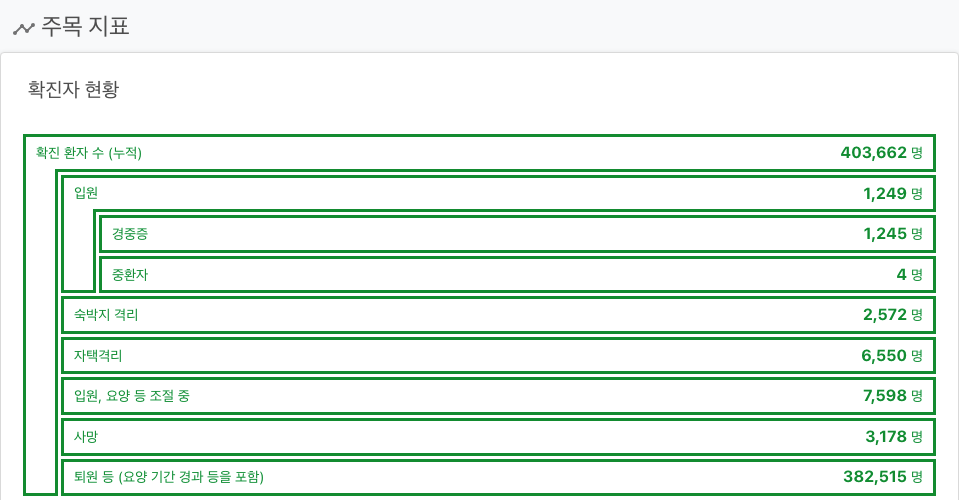 주목 지표
확진자 현황
확진 환자 수 (누적) 403,662 명
입원 1,249 명
경중증 1,245 명
중환자 4 명
숙박지 격리 2,572 명
자택격리 6,550 명
입원, 요양 등 조절 중 7,598 명
사망 3,178 명
퇴원 등 (요양 기간 경과 등을 포함) 382,515 명